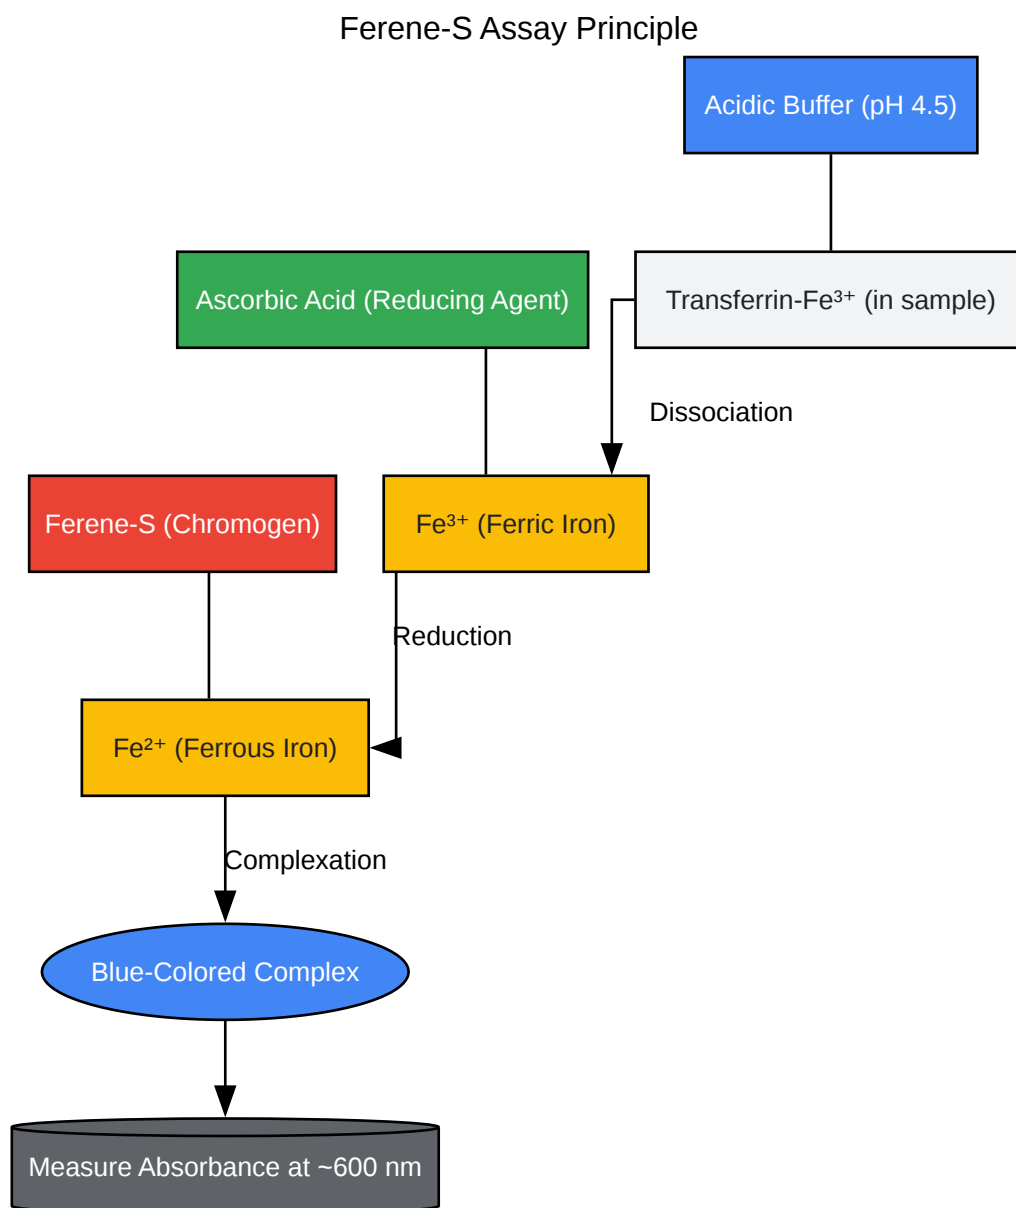 Ferene-S Assay Principle
Acidic Buffer (pH 4.5)
Ascorbic Acid (Reducing Agent)
Transferrin-Fe³⁺ (in sample)
Dissociation
Ferene-S (Chromogen)
Fe³⁺ (Ferric Iron)
Reduction
Fe²⁺ (Ferrous Iron)
Complexation
Blue-Colored Complex
Measure Absorbance at ~600 nm